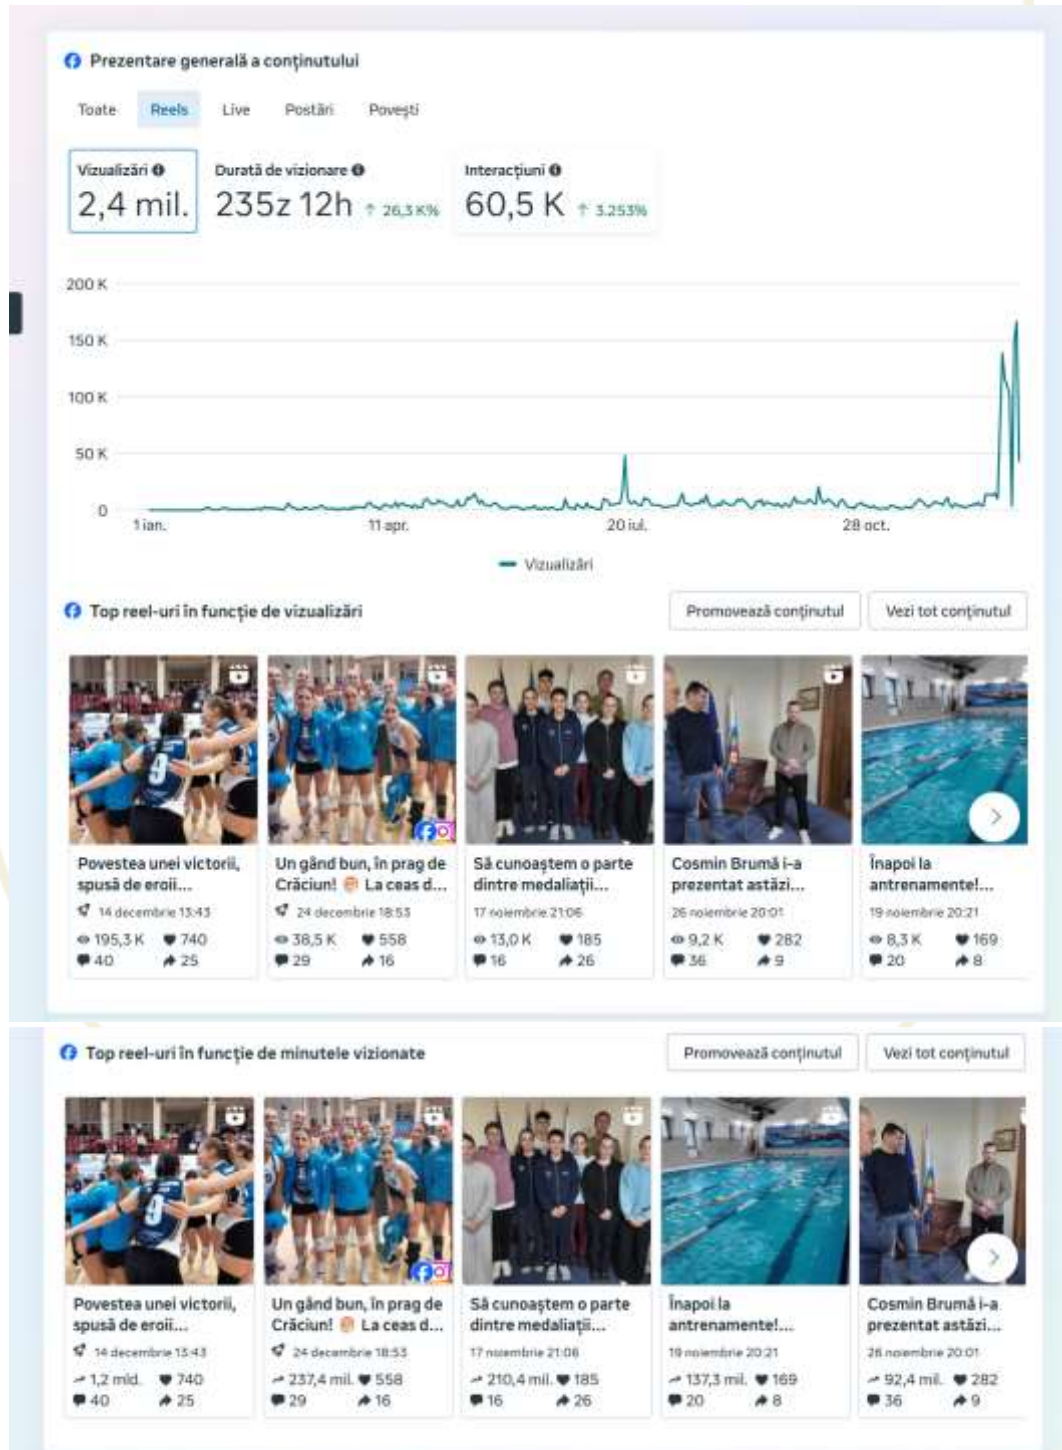 Prezentare generală a conținutului
Toate Reels Live Postări Povești
Vizualizări Durată de vizionare Interacțiuni
2,4 mil. 235z 12h ↑ 26,3 K% 60,5 K ↑ 3.253%
200 K
150 K
100 K
50 K
0
1 ian. 11 apr. 20 iul. 28 oct.
Vizualizări
Top reel-uri în funcție de vizualizări Promovează conținutul Vezi tot conținutul
9
Povestea unei victorii, Un gând bun, în prag de Să cunoaștem o parte Cosmin Brumă i-a Înapoi la
spusă de eroii... Crăciun! La ceas d... dintre medaliații... prezentat astăzi... antrenamente!...
14 decembrie 13:43 24 decembrie 18:53 17 noiembrie 21:06 26 noiembrie 20:01 19 noiembrie 20:21
195,3 K 740 38,5 K 558 13,0 K 185 9,2 K 282 8,3 K 169
40 25 29 16 16 26 36 9 20 8
Top reel-uri în funcție de minutele vizionate Promovează conținutul Vezi tot conținutul
9
Povestea unei victorii, Un gând bun, în prag de Să cunoaștem o parte Înapoi la Cosmin Brumă i-a
spusă de eroii... Crăciun! La ceas d... dintre medaliații... antrenamente!... prezentat astăzi...
14 decembrie 13:43 24 decembrie 18:53 17 noiembrie 21:06 19 noiembrie 20:21 26 noiembrie 20:01
1,2 mld. 740 237,4 mil. 558 210,4 mil. 185 137,3 mil. 169 92,4 mil. 282
40 25 29 16 16 26 20 8 36 9